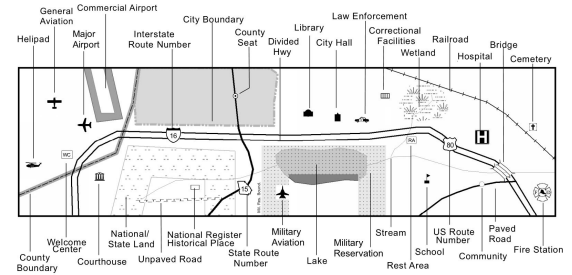 General
Aviation
Commercial Airport
Helipad
Major
Airport
Interstate
Route Number
City Boundary
County
Seat
Divided
Hwy
Library
City Hall
Law Enforcement
Correctional
Facilities
Wetland
Railroad
Hospital
Bridge
Cemetery
16
WC
15
Mil. Res. Bound.
RA
80
H
County
Boundary
Welcome
Center
Courthouse
National/
State Land
Unpaved Road
National Register
Historical Place
State Route
Number
Military
Aviation
Lake
Military
Reservation
Stream
Rest Area
School
US Route
Number
Community
Paved
Road
Fire Station